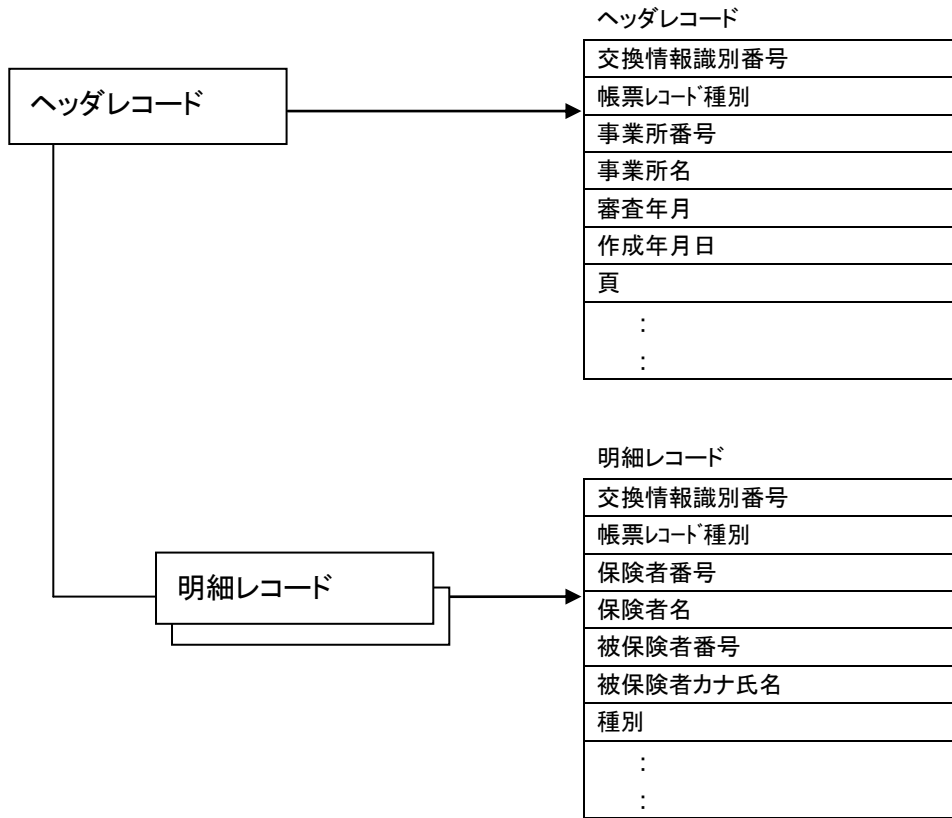 ヘッダレコード
ヘッダレコード
交換情報識別番号
帳票ﾚｺｰﾄﾞ種別
事業所番号
事業所名
審査年月
作成年月日
頁
:
:
明細レコード
明細レコード
交換情報識別番号
帳票ﾚｺｰﾄﾞ種別
保険者番号
保険者名
被保険者番号
被保険者カナ氏名
種別
:
: